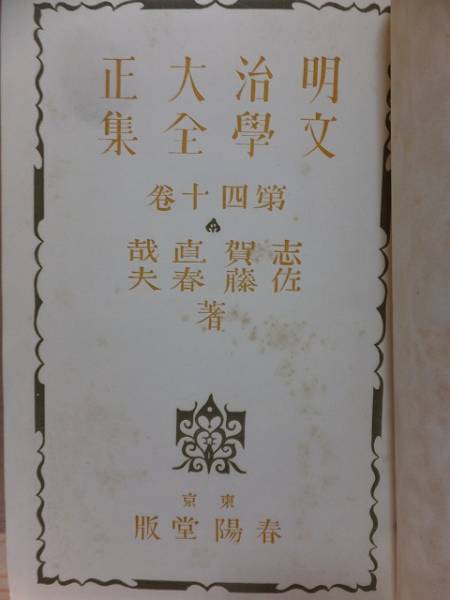 明治大正
文學全集
第四十卷
志賀直哉
佐藤春夫
著
文
東京
春陽堂版